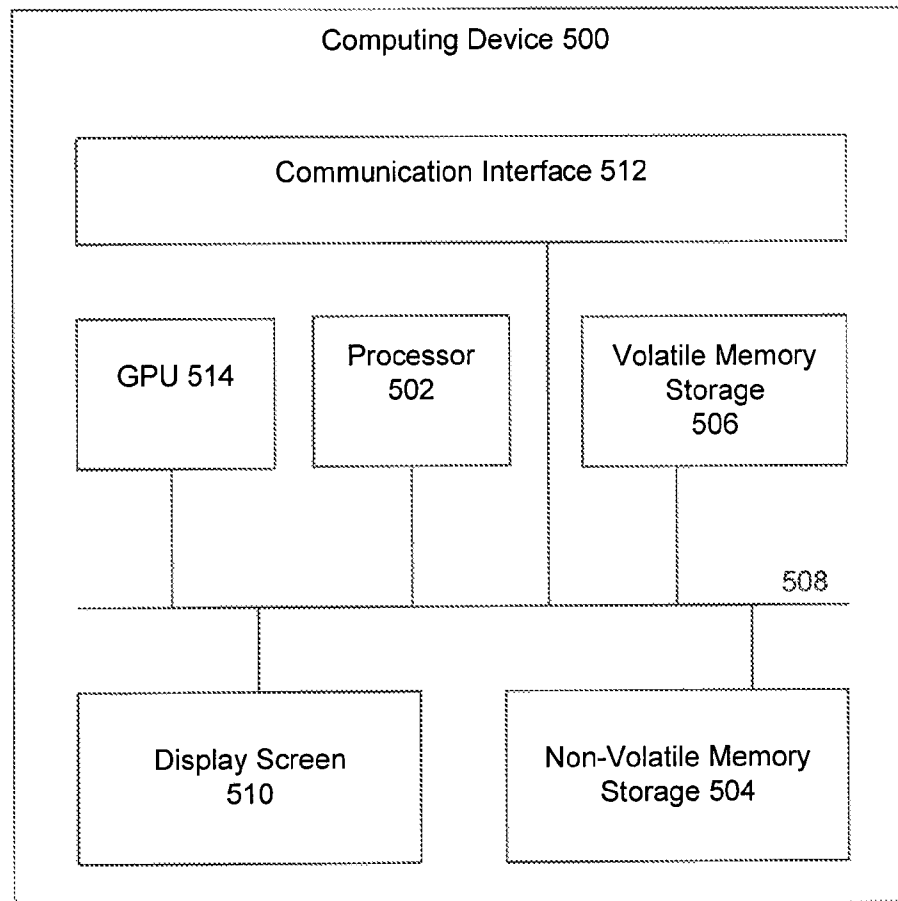 Computing Device 500
Communication Interface 512
GPU 514
Processor
502
Volatile Memory
Storage
506
508
Display Screen
510
Non-Volatile Memory
Storage 504